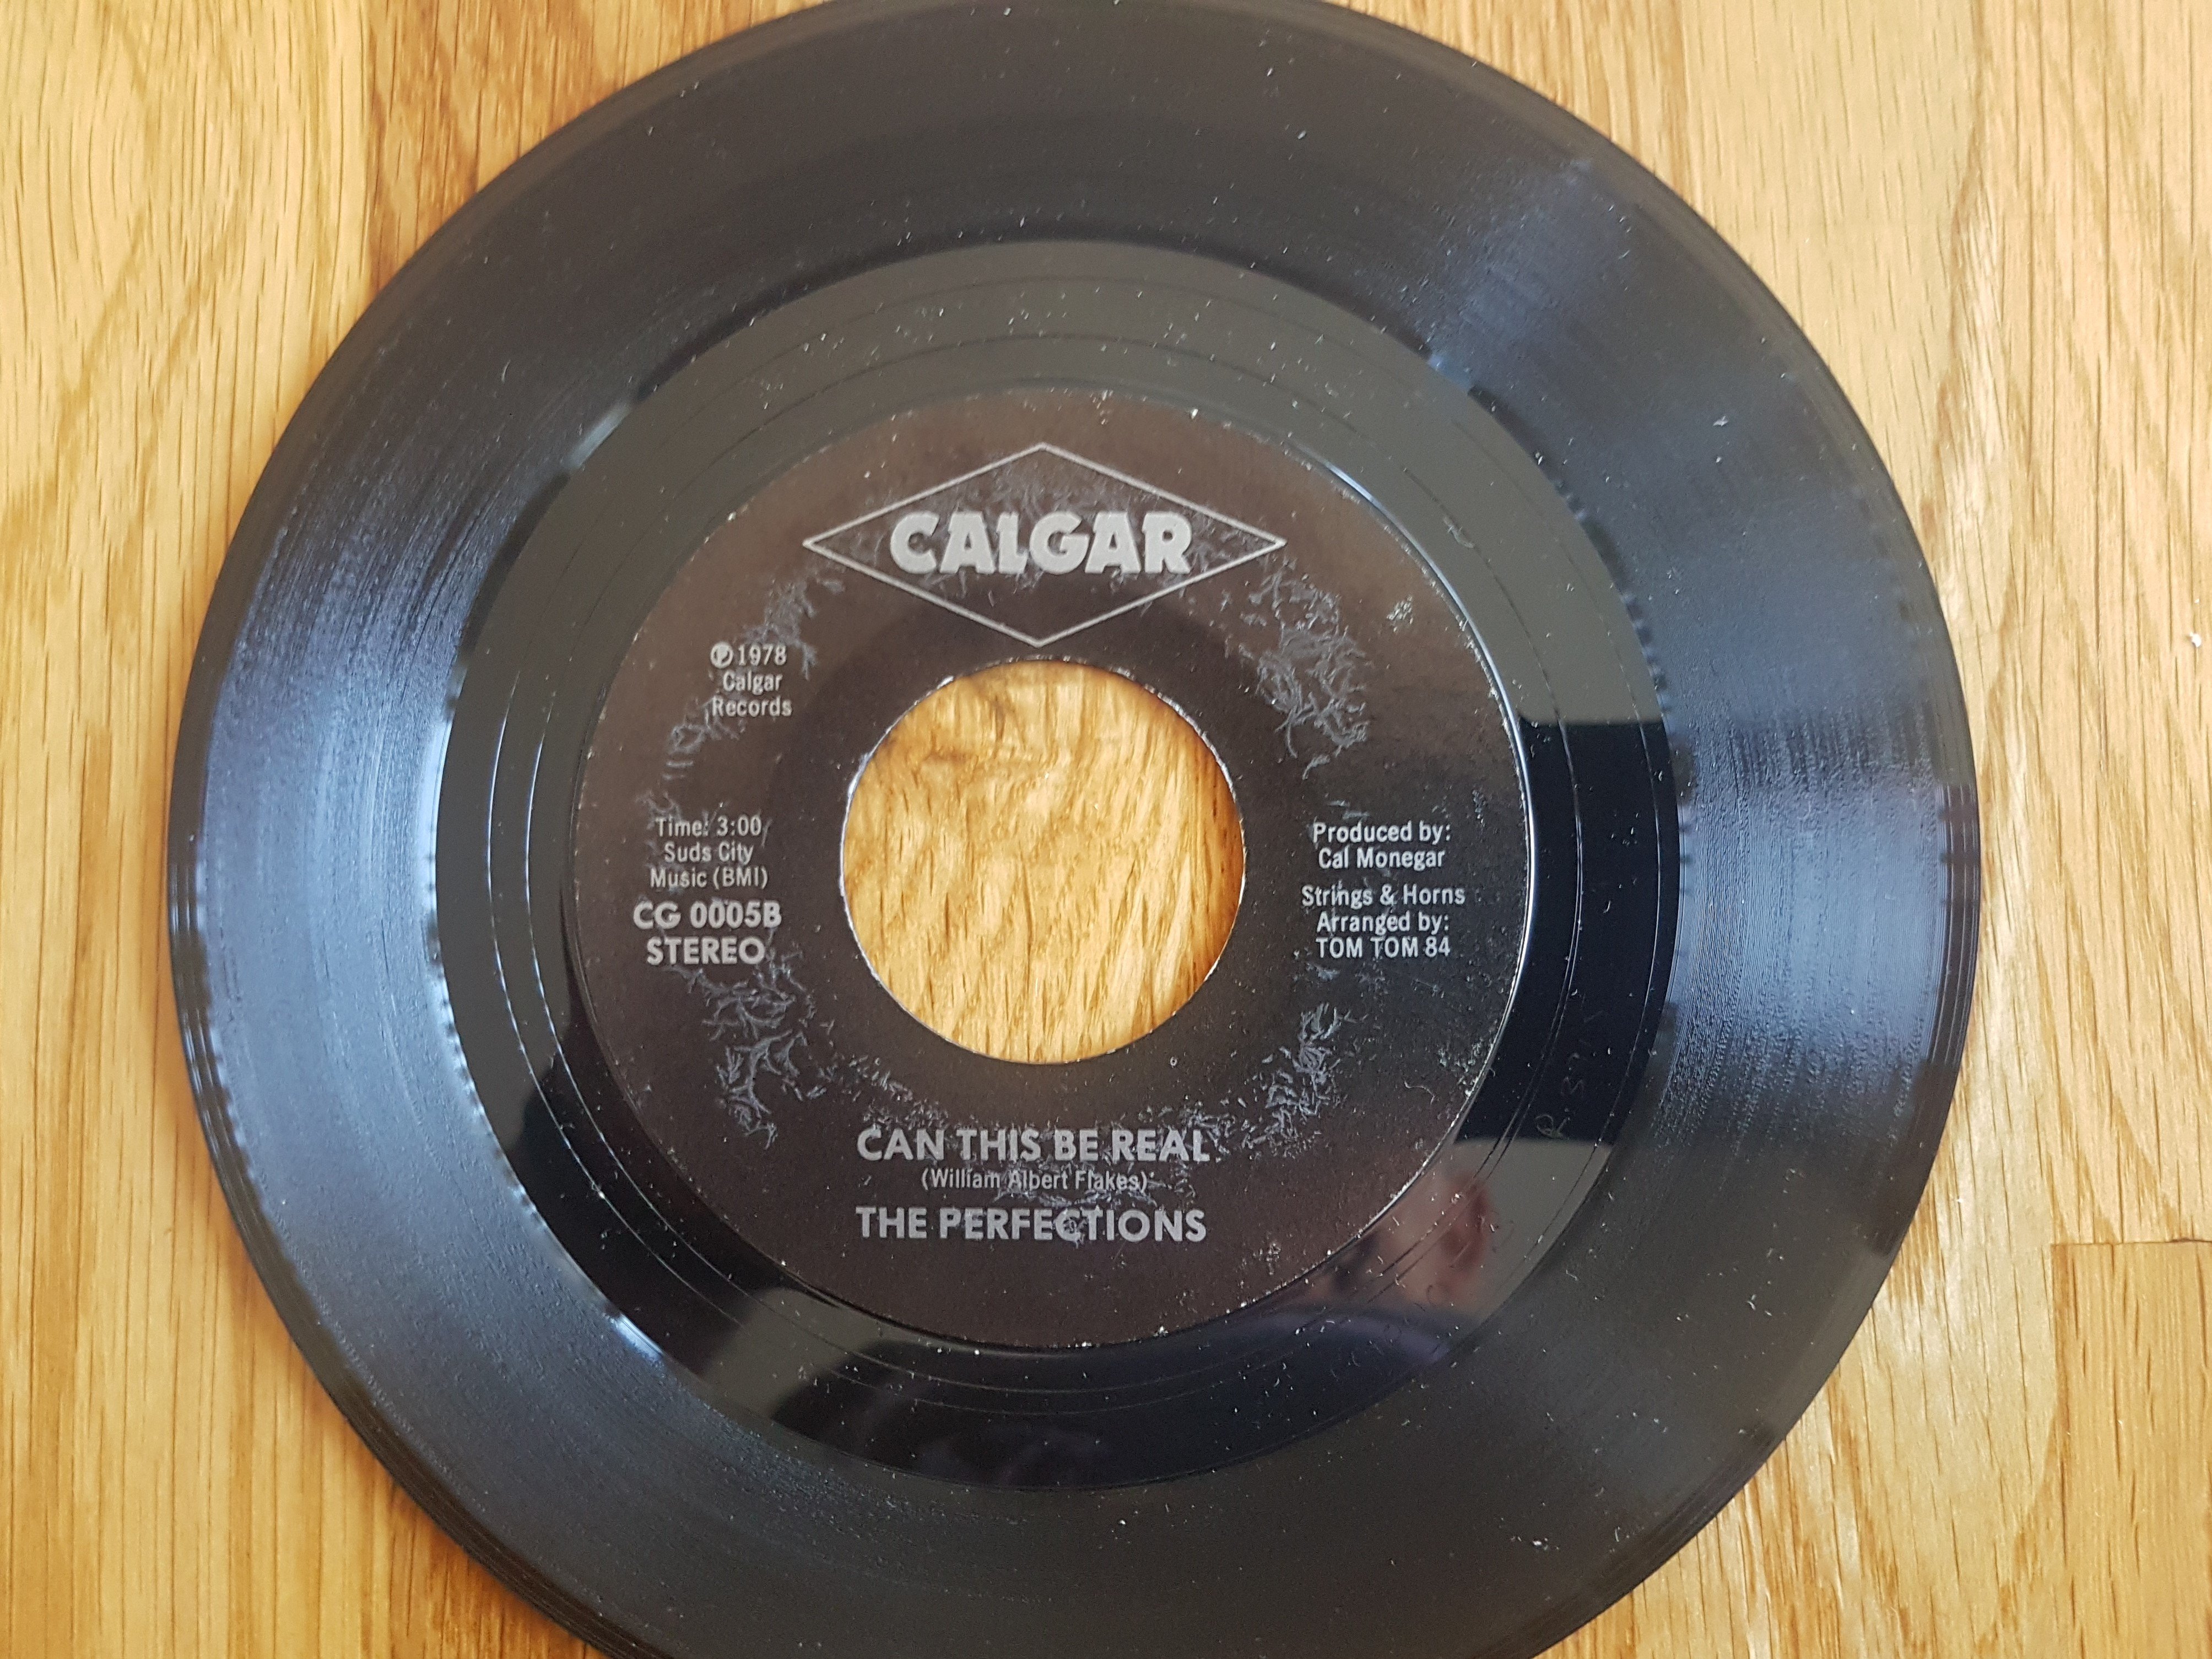 CALGAR
℗ 1978
Calgar
Records
Time: 3:00
Suds City
Music (BMI)
CG 0005B
STEREO
Produced by:
Cal Monegar
Strings & Horns
Arranged by:
TOM TOM 84
CAN THIS BE REAL
(William Albert Flakes)
THE PERFECTIONS